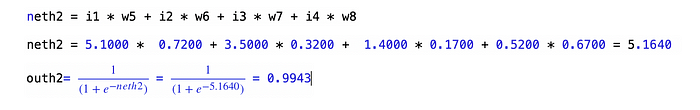 neth2 = i1 * w5 + i2 * w6 + i3 * w7 + i4 * w8
neth2 = 5.1000 * 0.7200 + 3.5000 * 0.3200 + 1.4000 * 0.1700 + 0.5200 * 0.6700 = 5.1640
outh2= 1/(1 + e^−neth2) = 1/(1 + e^−5.1640) = 0.9943